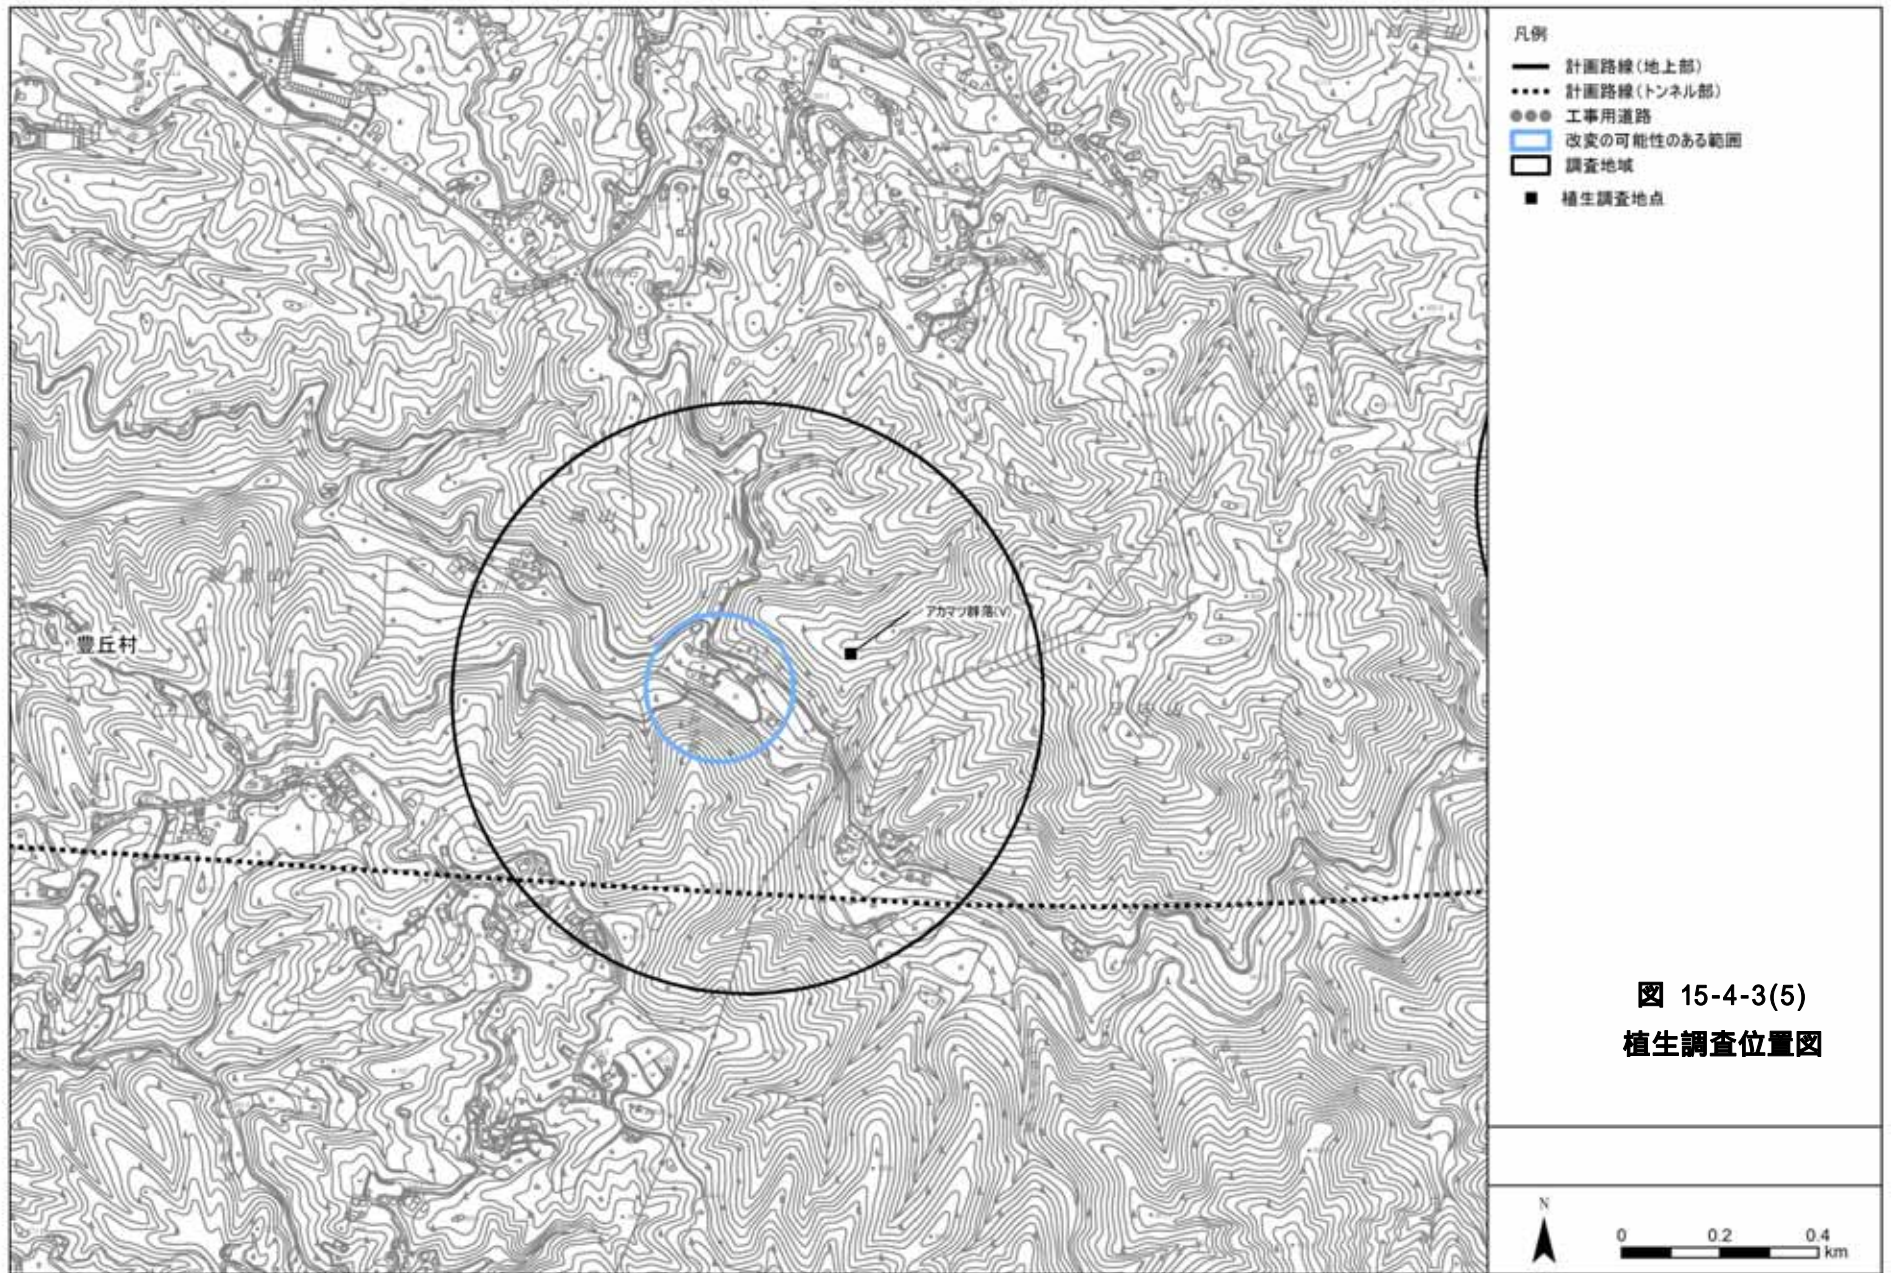 凡例
計画路線(地上部)
計画路線(トンネル部)
工事用道路
改変の可能性のある範囲
調査地域
植生調査地点
アカマツ群落(V)
豊丘村
図 15-4-3(5)
植生調査位置図
N
0 0.2 0.4
km